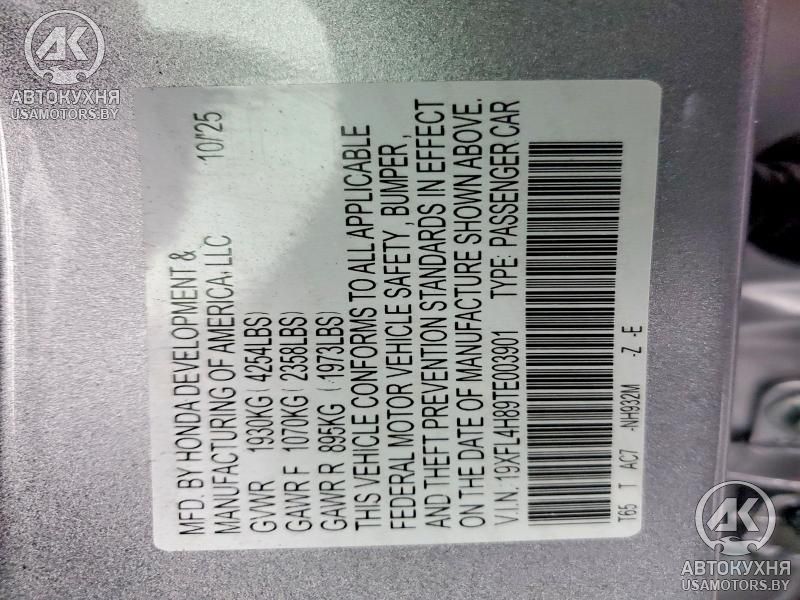 MFD. BY HONDA DEVELOPMENT & 10/'25
MANUFACTURING OF AMERICA, LLC
GVWR 1930KG (4254LBS)
GAWR F 1070KG (2358LBS)
GAWR R 895KG (1973LBS)
THIS VEHICLE CONFORMS TO ALL APPLICABLE
FEDERAL MOTOR VEHICLE SAFETY, BUMPER,
AND THEFT PREVENTION STANDARDS IN EFFECT
ON THE DATE OF MANUFACTURE SHOWN ABOVE.
V.I.N: 19XFL4H89TE003901 TYPE: PASSENGER CAR
T65 T AC7 -NH932M -Z -E
АК
АВТОКУХНЯ
USAMOTORS.BY
АК
АВТОКУХНЯ
USAMOTORS.BY